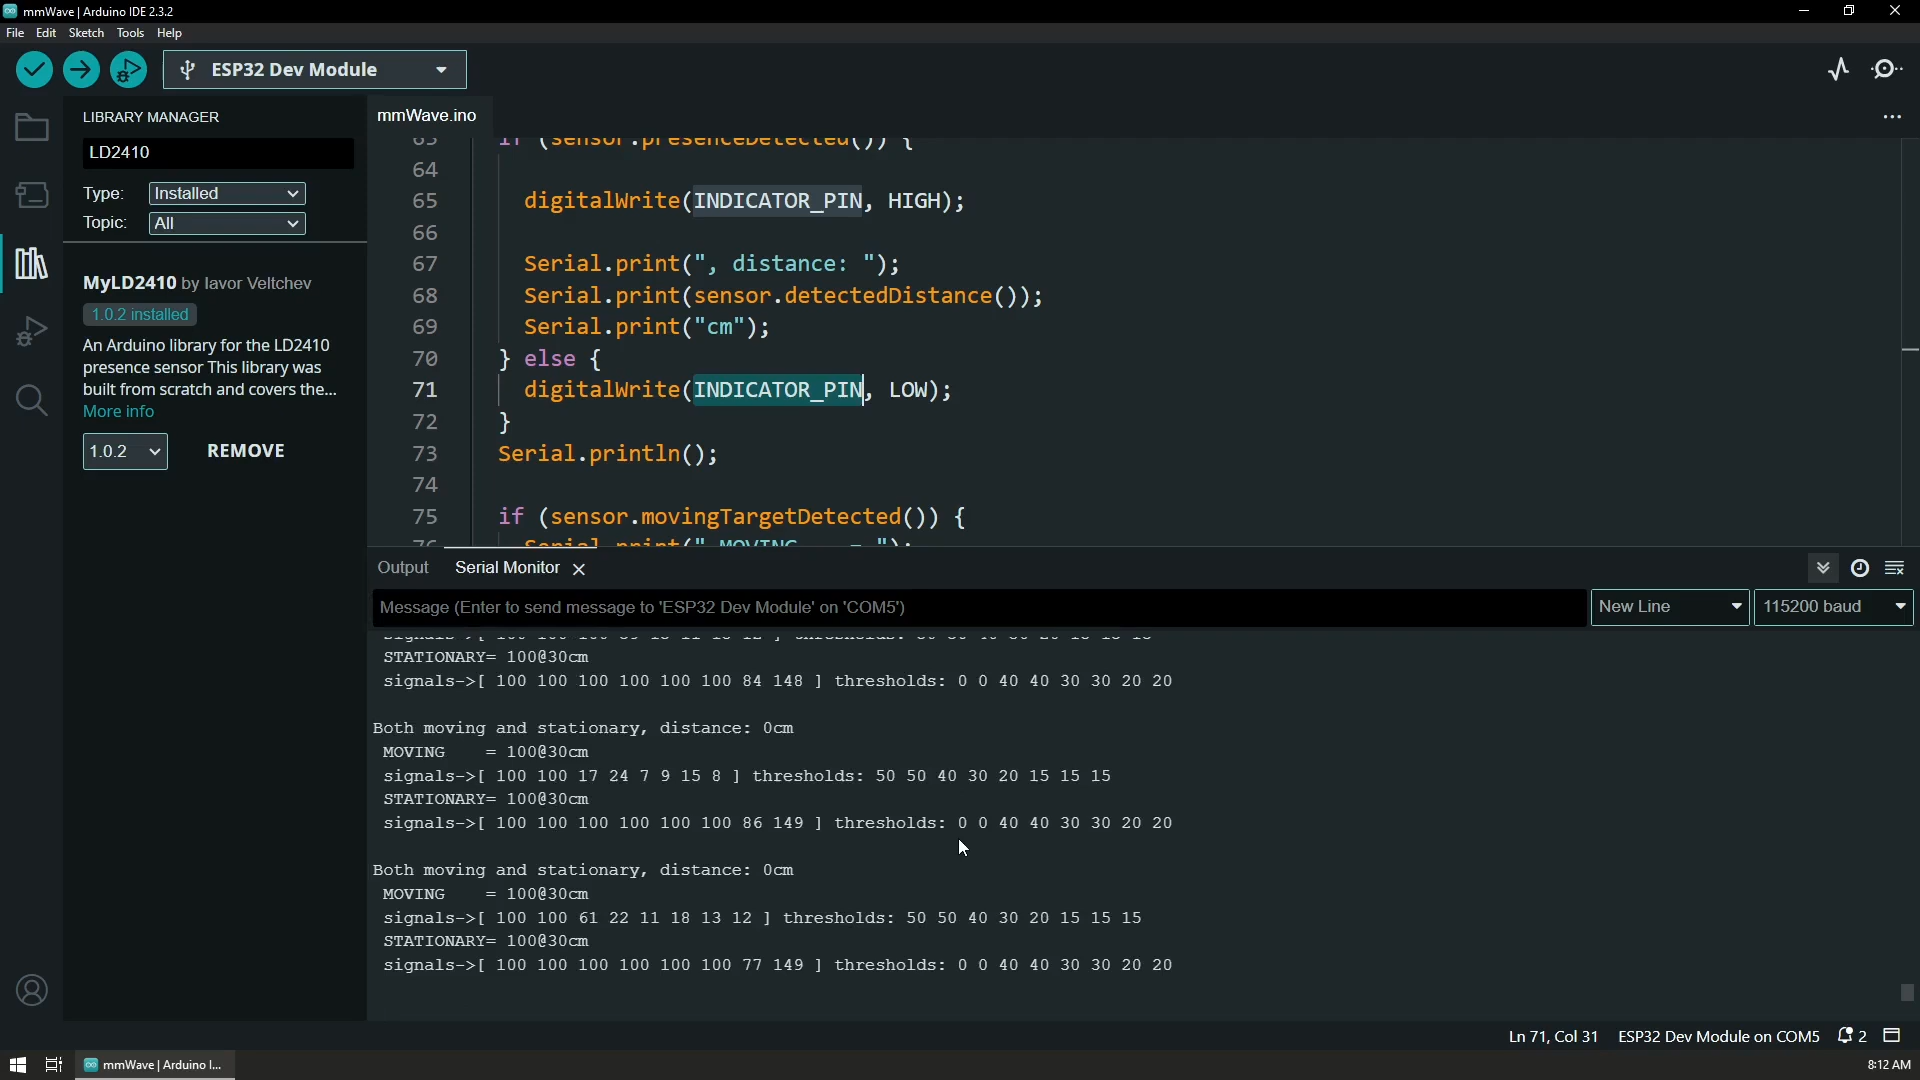 mmWave | Arduino IDE 2.3.2
File Edit Sketch Tools Help
ESP32 Dev Module
LIBRARY MANAGER
LD2410
Type: Installed
Topic: All
MyLD2410 by Iavor Veltchev
1.0.2 installed
An Arduino library for the LD2410
presence sensor This library was
built from scratch and covers the...
More info
1.0.2 REMOVE
mmWave.ino
63 if (sensor.presenceDetected()) {
64
65 digitalWrite(INDICATOR_PIN, HIGH);
66
67 Serial.print(", distance: ");
68 Serial.print(sensor.detectedDistance());
69 Serial.print("cm");
70 } else {
71 digitalWrite(INDICATOR_PIN, LOW);
72 }
73 Serial.println();
74
75 if (sensor.movingTargetDetected()) {
76 Serial.print(" MOVING = ");
Output Serial Monitor
Message (Enter to send message to 'ESP32 Dev Module' on 'COM5')
New Line 115200 baud
STATIONARY= 100@30cm
signals->[ 100 100 100 100 100 100 84 148 ] thresholds: 0 0 40 40 30 30 20 20
Both moving and stationary, distance: 0cm
MOVING = 100@30cm
signals->[ 100 100 17 24 7 9 15 8 ] thresholds: 50 50 40 30 20 15 15 15
STATIONARY= 100@30cm
signals->[ 100 100 100 100 100 100 86 149 ] thresholds: 0 0 40 40 30 30 20 20
Both moving and stationary, distance: 0cm
MOVING = 100@30cm
signals->[ 100 100 61 22 11 18 13 12 ] thresholds: 50 50 40 30 20 15 15 15
STATIONARY= 100@30cm
signals->[ 100 100 100 100 100 100 77 149 ] thresholds: 0 0 40 40 30 30 20 20
Ln 71, Col 31 ESP32 Dev Module on COM5 2
mmWave | Arduino I...
8:12 AM